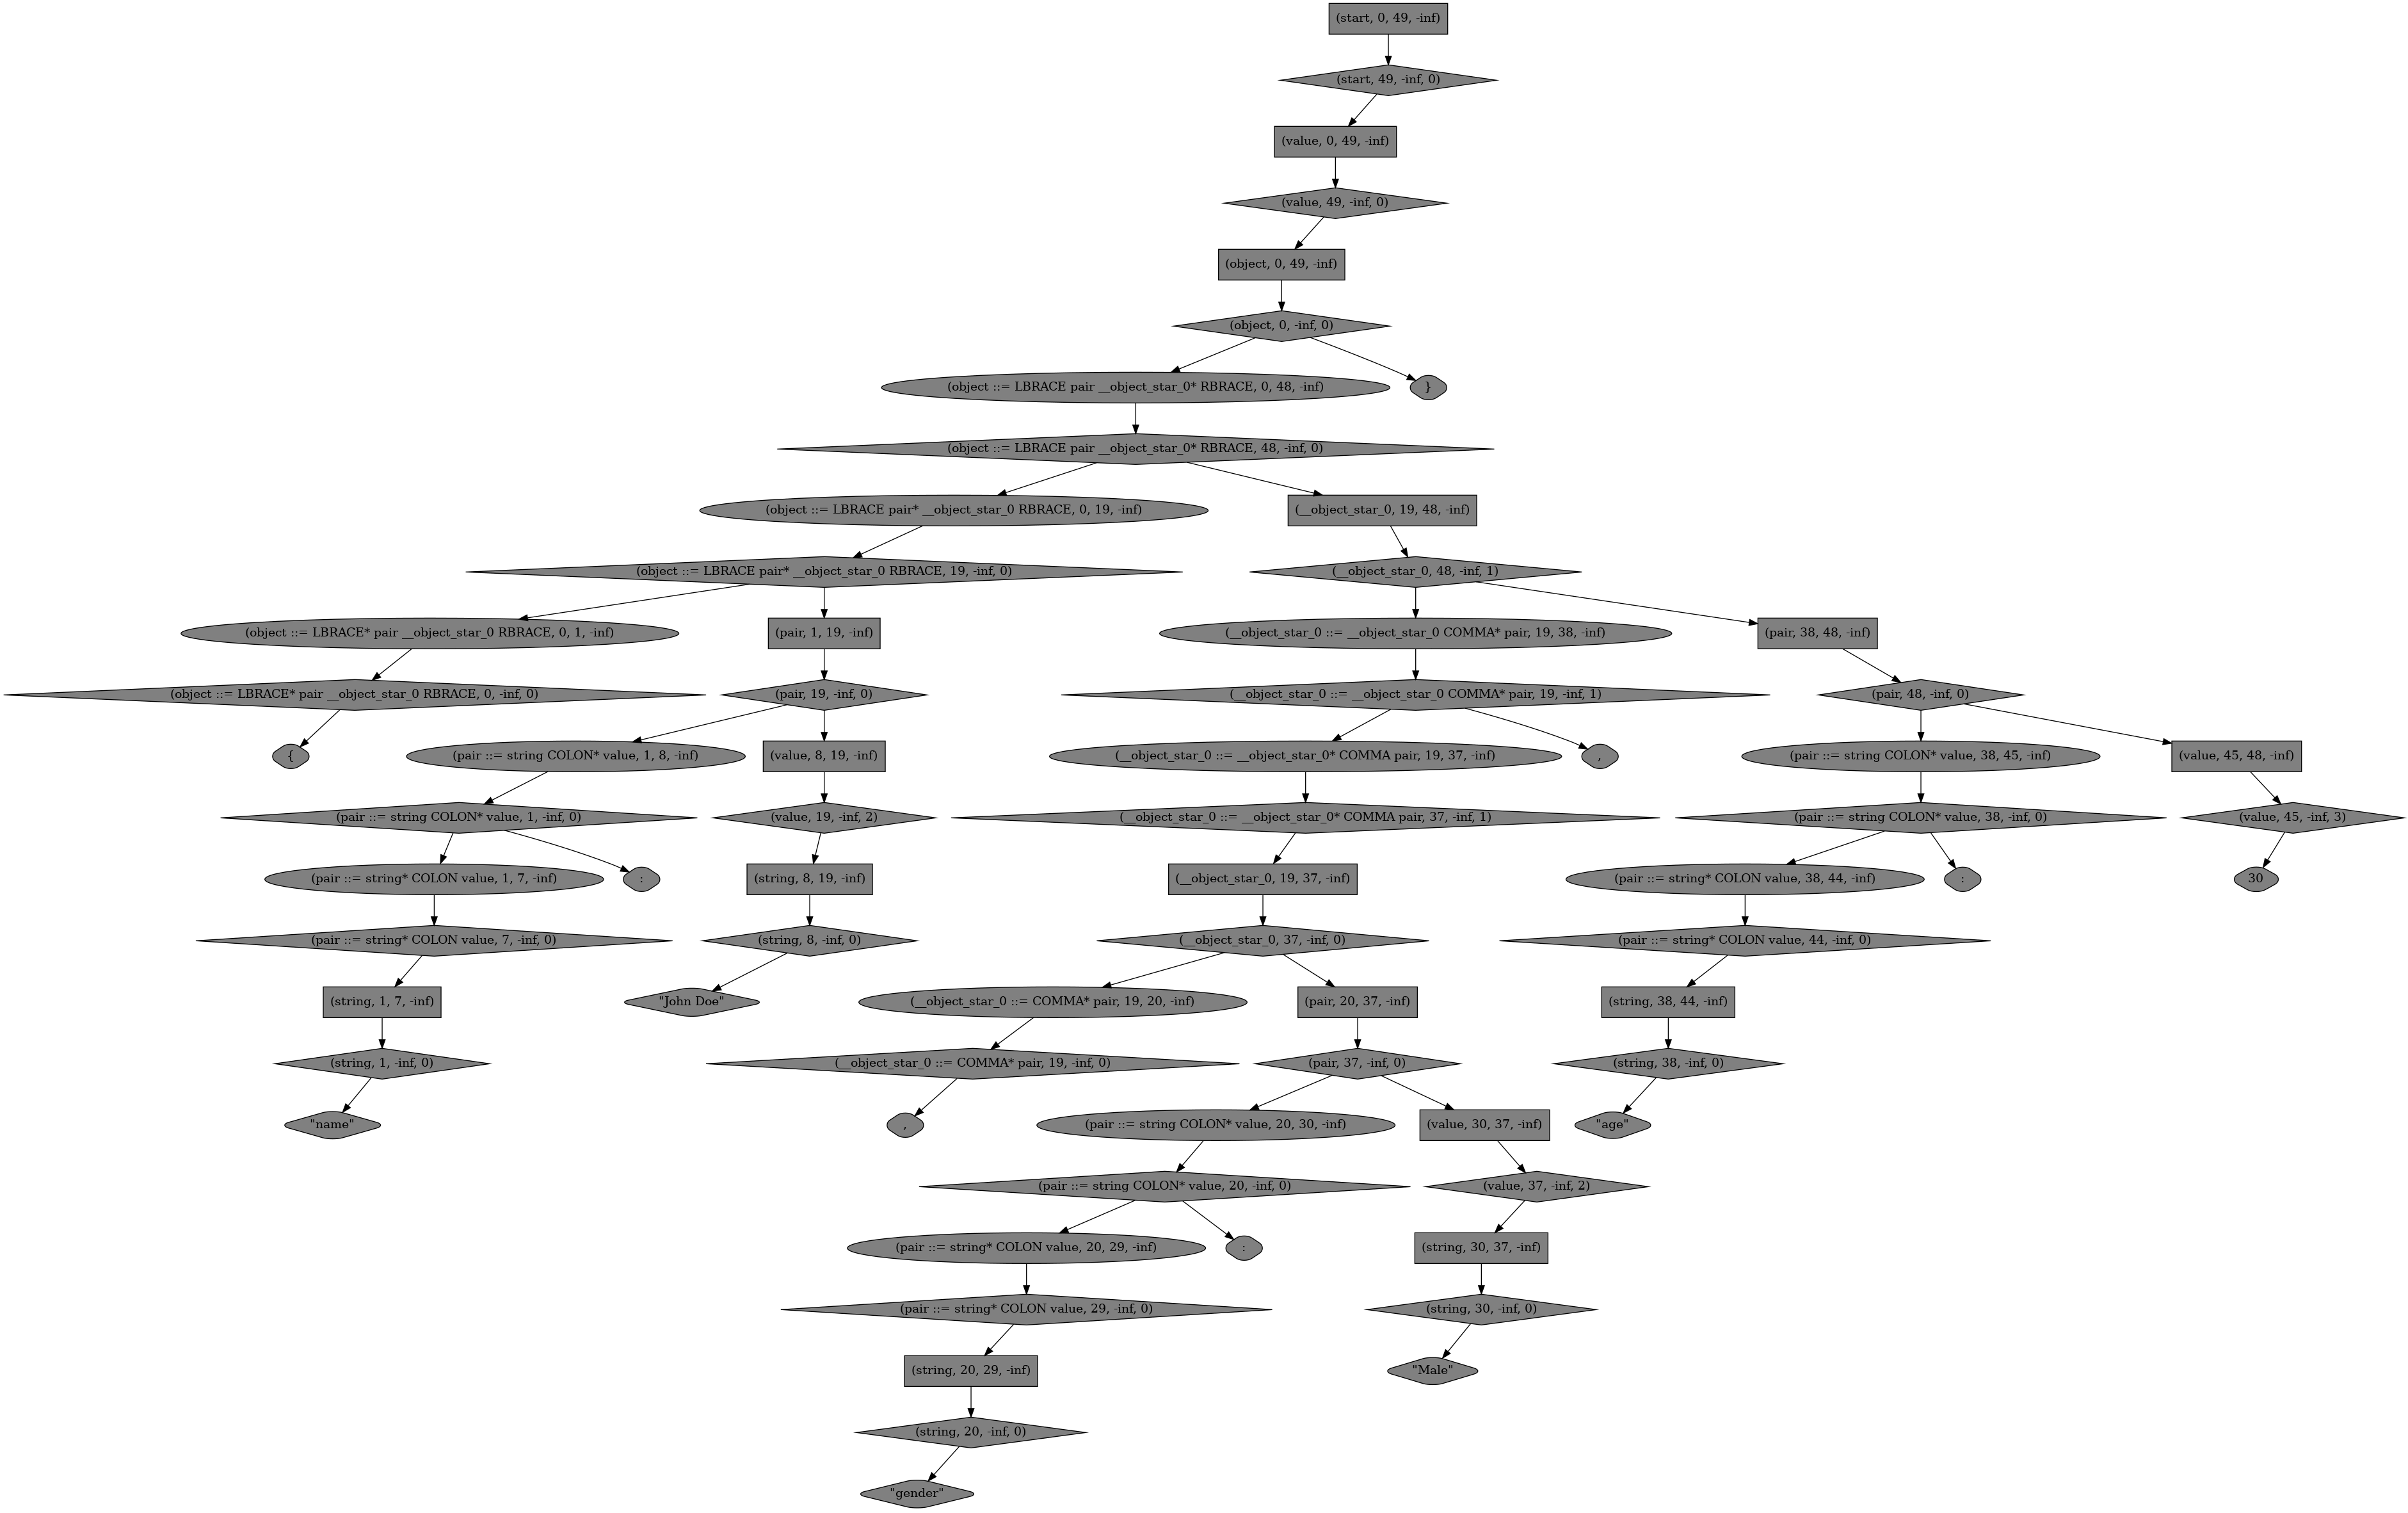 (start, 0, 49, -inf)
(start, 49, -inf, 0)
(value, 0, 49, -inf)
(value, 49, -inf, 0)
(object, 0, 49, -inf)
(object, 0, -inf, 0)
(object ::= LBRACE pair __object_star_0* RBRACE, 0, 48, -inf)
}
(object ::= LBRACE pair __object_star_0* RBRACE, 48, -inf, 0)
(object ::= LBRACE pair* __object_star_0 RBRACE, 0, 19, -inf)
(__object_star_0, 19, 48, -inf)
(object ::= LBRACE pair* __object_star_0 RBRACE, 19, -inf, 0)
(__object_star_0, 48, -inf, 1)
(object ::= LBRACE* pair __object_star_0 RBRACE, 0, 1, -inf)
(pair, 1, 19, -inf)
(__object_star_0 ::= __object_star_0 COMMA* pair, 19, 38, -inf)
(pair, 38, 48, -inf)
(object ::= LBRACE* pair __object_star_0 RBRACE, 0, -inf, 0)
(pair, 19, -inf, 0)
(__object_star_0 ::= __object_star_0 COMMA* pair, 19, -inf, 1)
(pair, 48, -inf, 0)
{
(pair ::= string COLON* value, 1, 8, -inf)
(value, 8, 19, -inf)
(__object_star_0 ::= __object_star_0* COMMA pair, 19, 37, -inf)
,
(pair ::= string COLON* value, 38, 45, -inf)
(value, 45, 48, -inf)
(pair ::= string COLON* value, 1, -inf, 0)
(value, 19, -inf, 2)
(__object_star_0 ::= __object_star_0* COMMA pair, 37, -inf, 1)
(pair ::= string COLON* value, 38, -inf, 0)
(value, 45, -inf, 3)
(pair ::= string* COLON value, 1, 7, -inf)
:
(string, 8, 19, -inf)
(__object_star_0, 19, 37, -inf)
(pair ::= string* COLON value, 38, 44, -inf)
:
30
(pair ::= string* COLON value, 7, -inf, 0)
(string, 8, -inf, 0)
(__object_star_0, 37, -inf, 0)
(pair ::= string* COLON value, 44, -inf, 0)
(string, 1, 7, -inf)
"John Doe"
(__object_star_0 ::= COMMA* pair, 19, 20, -inf)
(pair, 20, 37, -inf)
(string, 38, 44, -inf)
(string, 1, -inf, 0)
(__object_star_0 ::= COMMA* pair, 19, -inf, 0)
(pair, 37, -inf, 0)
(string, 38, -inf, 0)
"name"
,
(pair ::= string COLON* value, 20, 30, -inf)
(value, 30, 37, -inf)
"age"
(pair ::= string COLON* value, 20, -inf, 0)
(value, 37, -inf, 2)
(pair ::= string* COLON value, 20, 29, -inf)
:
(string, 30, 37, -inf)
(pair ::= string* COLON value, 29, -inf, 0)
(string, 30, -inf, 0)
(string, 20, 29, -inf)
"Male"
(string, 20, -inf, 0)
"gender"